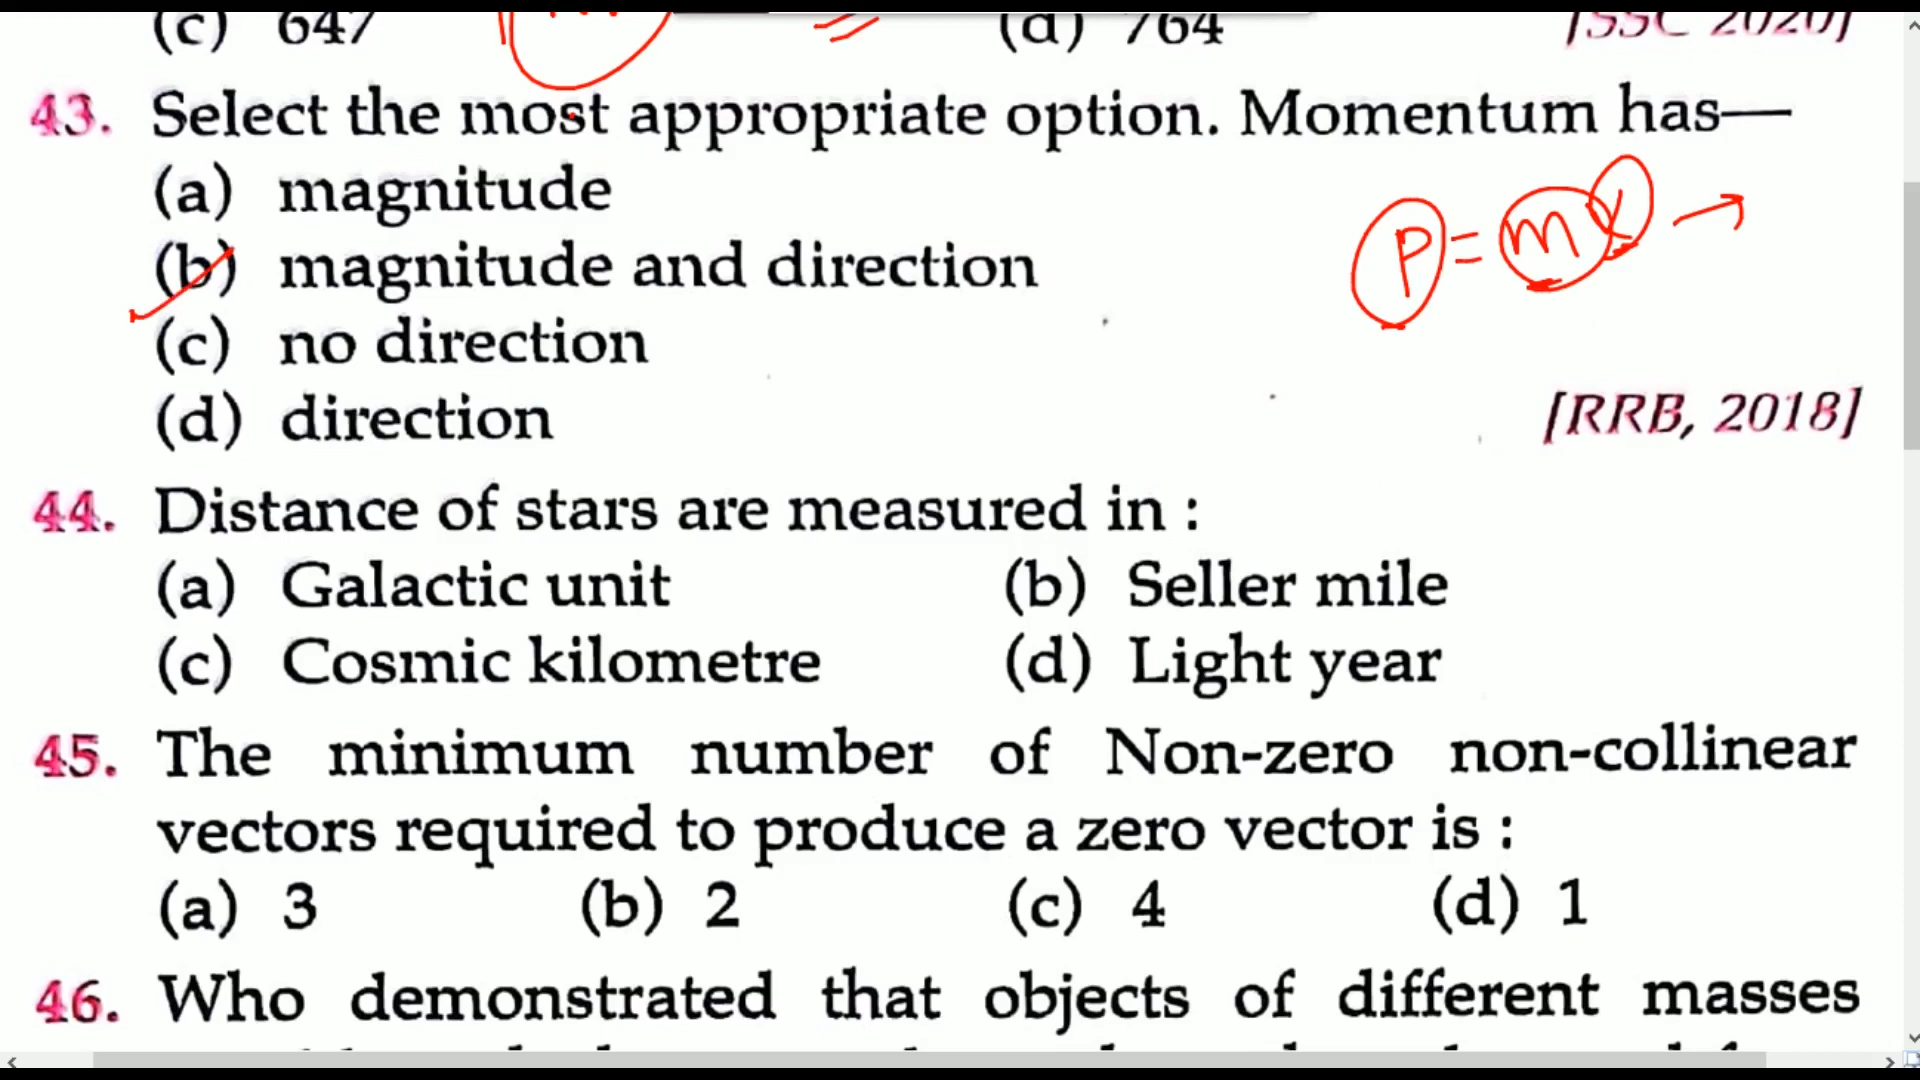 (c) 647 (d) 764 [SSC 2020]
43. Select the most appropriate option. Momentum has—
(a) magnitude
P = mv →
(b) magnitude and direction
(c) no direction
(d) direction [RRB, 2018]
44. Distance of stars are measured in :
(a) Galactic unit (b) Seller mile
(c) Cosmic kilometre (d) Light year
45. The minimum number of Non-zero non-collinear
vectors required to produce a zero vector is :
(a) 3 (b) 2 (c) 4 (d) 1
46. Who demonstrated that objects of different masses